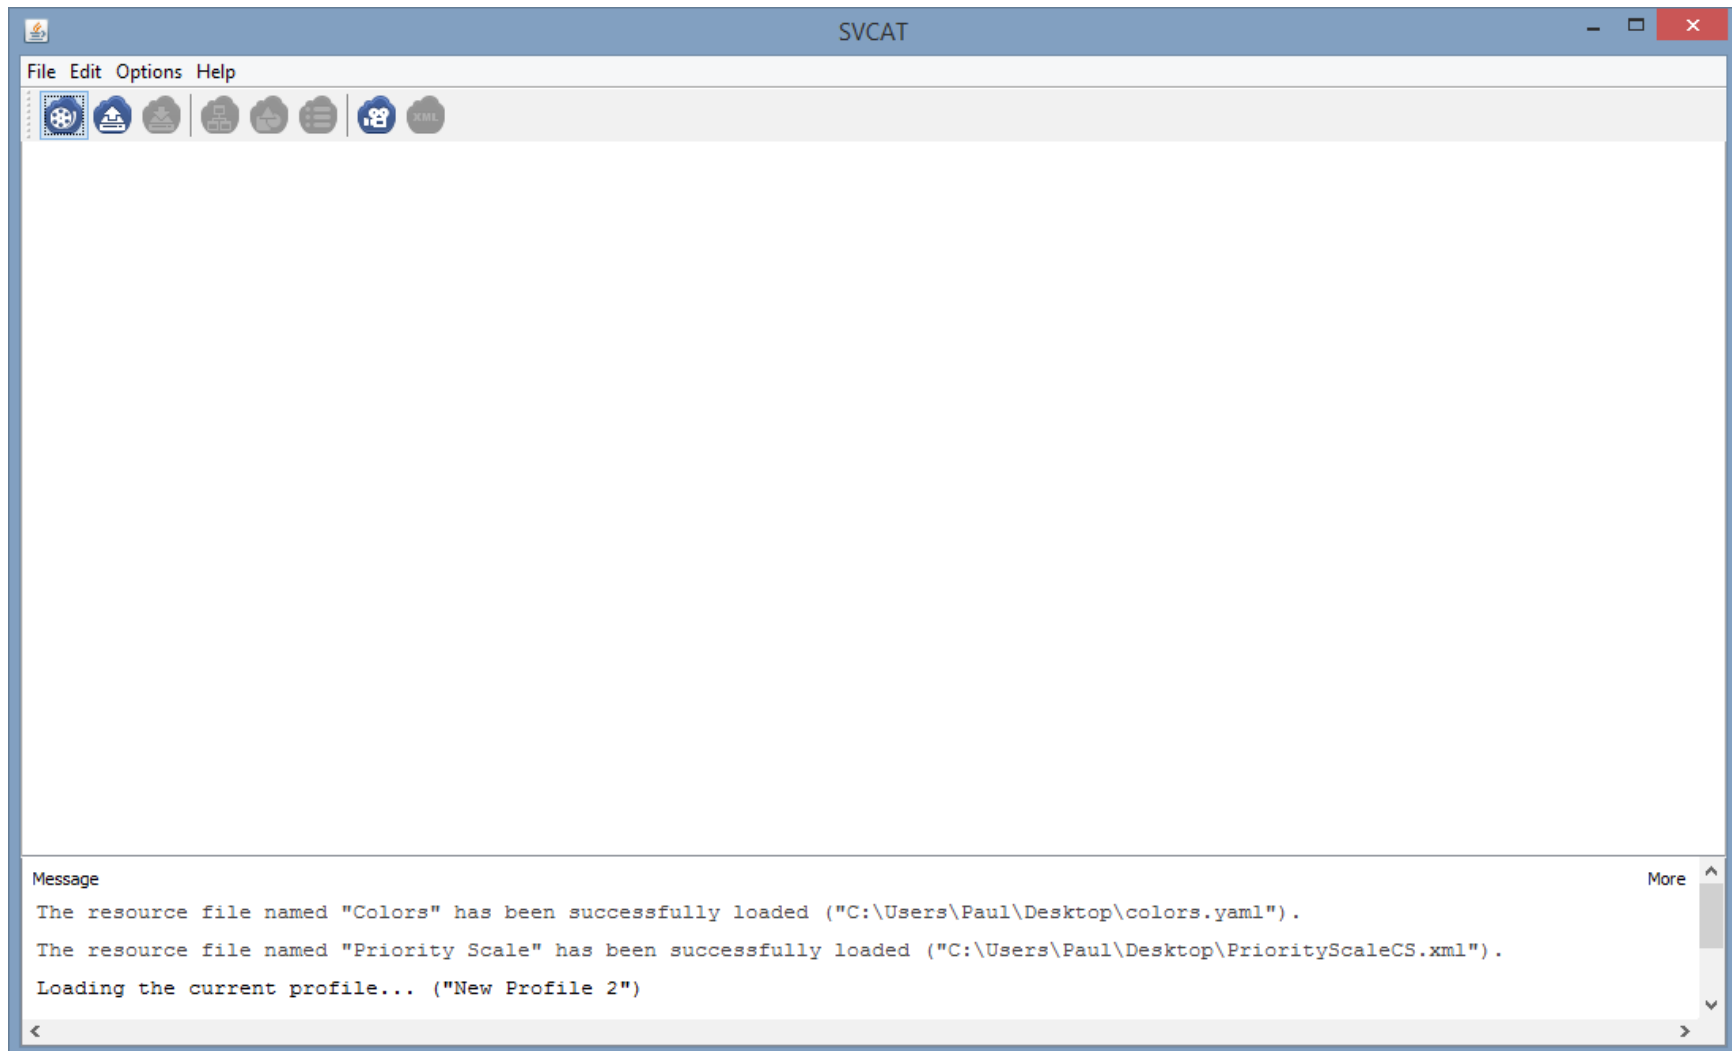 SVCAT
File Edit Options Help
XML
Message More
The resource file named "Colors" has been successfully loaded ("C:\Users\Paul\Desktop\colors.yaml").
The resource file named "Priority Scale" has been successfully loaded ("C:\Users\Paul\Desktop\PriorityScaleCS.xml").
Loading the current profile... ("New Profile 2")